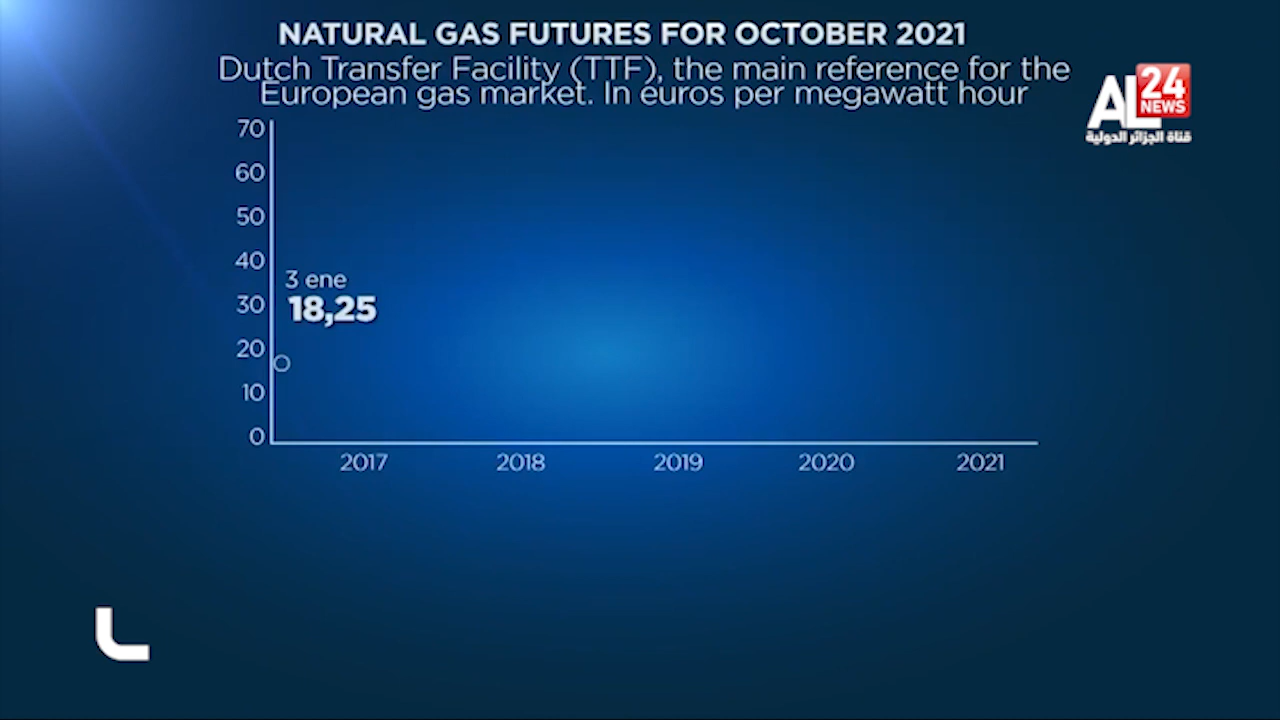 NATURAL GAS FUTURES FOR OCTOBER 2021
Dutch Transfer Facility (TTF), the main reference for the
European gas market. In euros per megawatt hour
AL
24
NEWS
قناة الجزائر الدولية
70
60
50
40
30
20
10
0
3 ene
18,25
2017
2018
2019
2020
2021